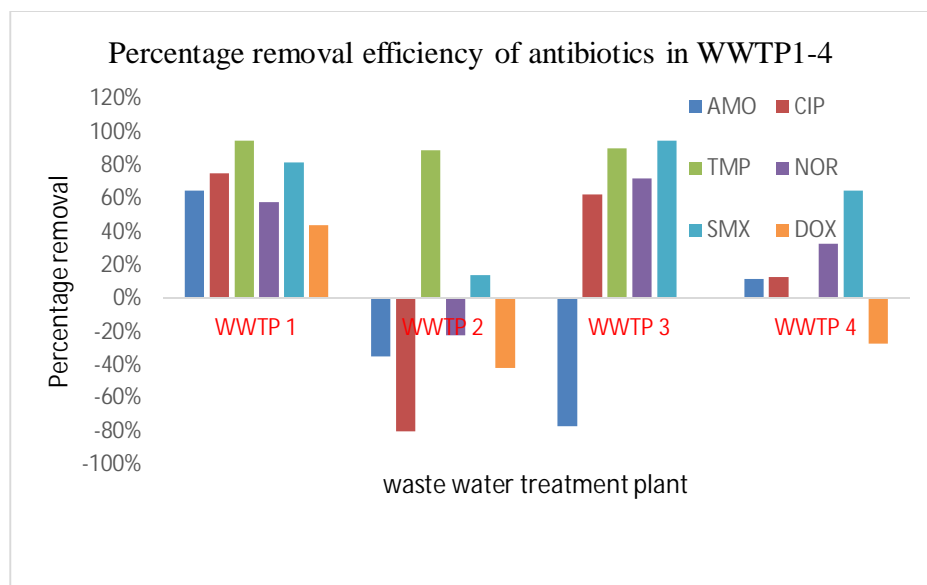 Percentage removal efficiency of antibiotics in WWTP1-4
120%
100%
80%
60%
40%
20%
0%
-20%
-40%
-60%
-80%
-100%
Percentage removal
AMO CIP
TMP NOR
SMX DOX
WWTP 1 WWTP 2 WWTP 3 WWTP 4
waste water treatment plant